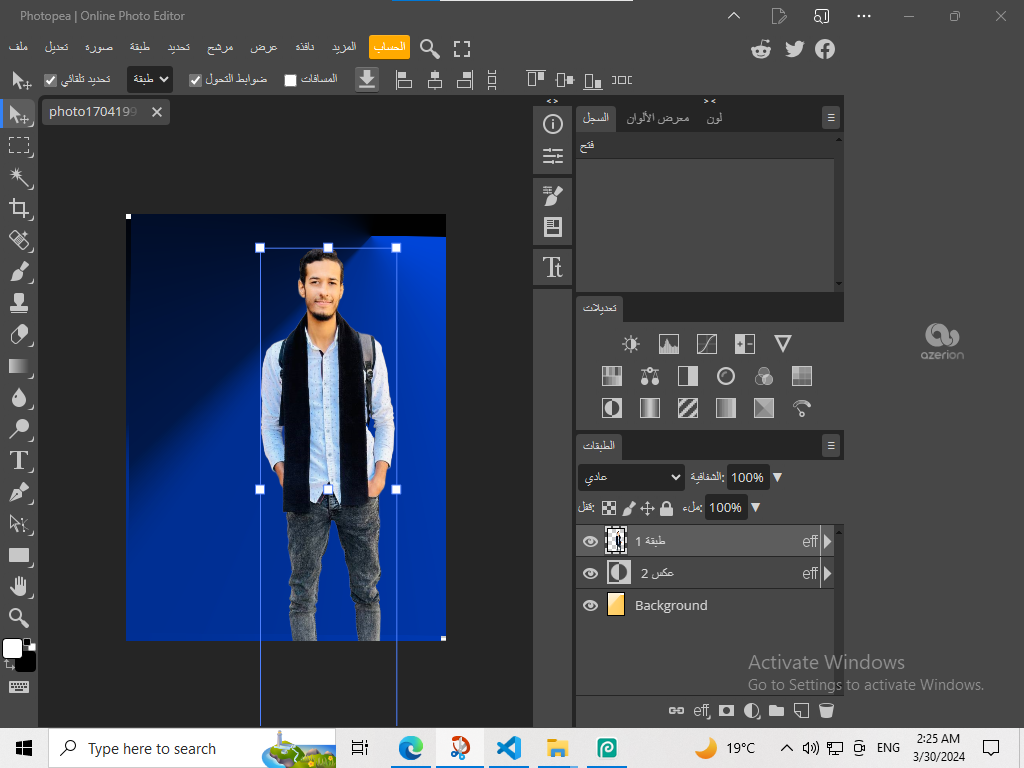 Photopea | Online Photo Editor
ملف تعديل صورة طبقة تحديد مرشح عرض نافذة المزيد الحساب
تحديد تلقائي طبقة ضوابط التحول المسافات
photo1704199
السجل معرض الألوان لون
فتح
Tt
تعديلات
azerion
الطبقات
عادي الشفافية: 100%
قفل: ملء: 100%
طبقة 1 eff
عكس 2 eff
Background
Activate Windows
Go to Settings to activate Windows.
eff
Type here to search
19°C
ENG
2:25 AM
3/30/2024